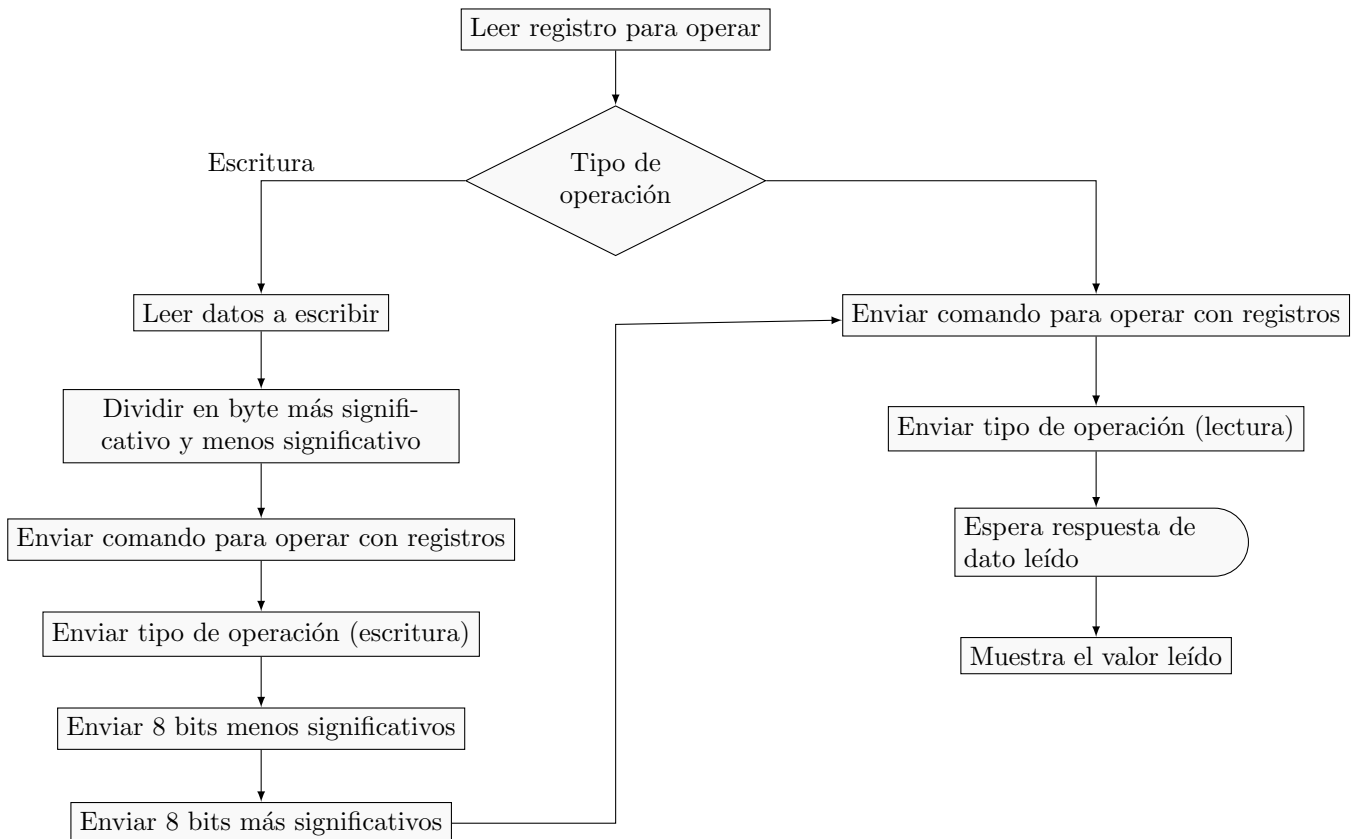 Leer registro para operar
Tipo de
operación
Escritura
Leer datos a escribir
Dividir en byte más signifi-
cativo y menos significativo
Enviar comando para operar con registros
Enviar tipo de operación (escritura)
Enviar 8 bits menos significativos
Enviar 8 bits más significativos
Enviar comando para operar con registros
Enviar tipo de operación (lectura)
Espera respuesta de
dato leído
Muestra el valor leído